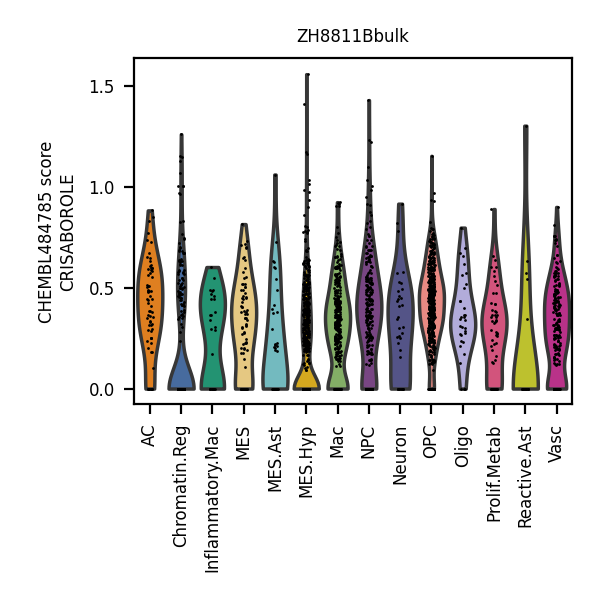 ZH8811Bbulk
CHEMBL484785 score
CRISABOROLE
1.5
1.0
0.5
0.0
AC
Chromatin.Reg
Inflammatory.Mac
MES
MES.Ast
MES.Hyp
Mac
NPC
Neuron
OPC
Oligo
Prolif.Metab
Reactive.Ast
Vasc